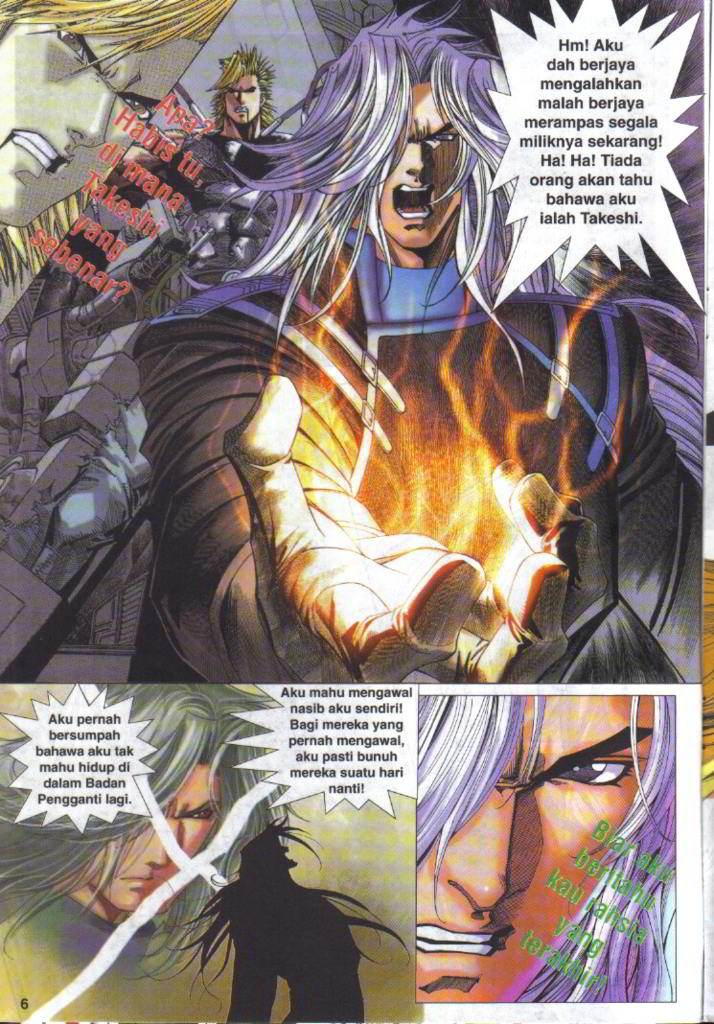 Hm! Aku
dah berjaya
mengalahkan
malah berjaya
merampas segala
miliknya sekarang!
Ha! Ha! Tiada
orang akan tahu
bahawa aku
ialah Takeshi.
Apa?
Habis tu,
di mana
Takeshi
yang
sebenar?
Aku pernah
bersumpah
bahawa aku tak
mahu hidup di
dalam Badan
Pengganti lagi.
Aku mahu mengawal
nasib aku sendiri!
Bagi mereka yang
pernah mengawal,
aku pasti bunuh
mereka suatu hari
nanti!
Biar aku
beritahu
kau rahsia
yang
terakhir!
6